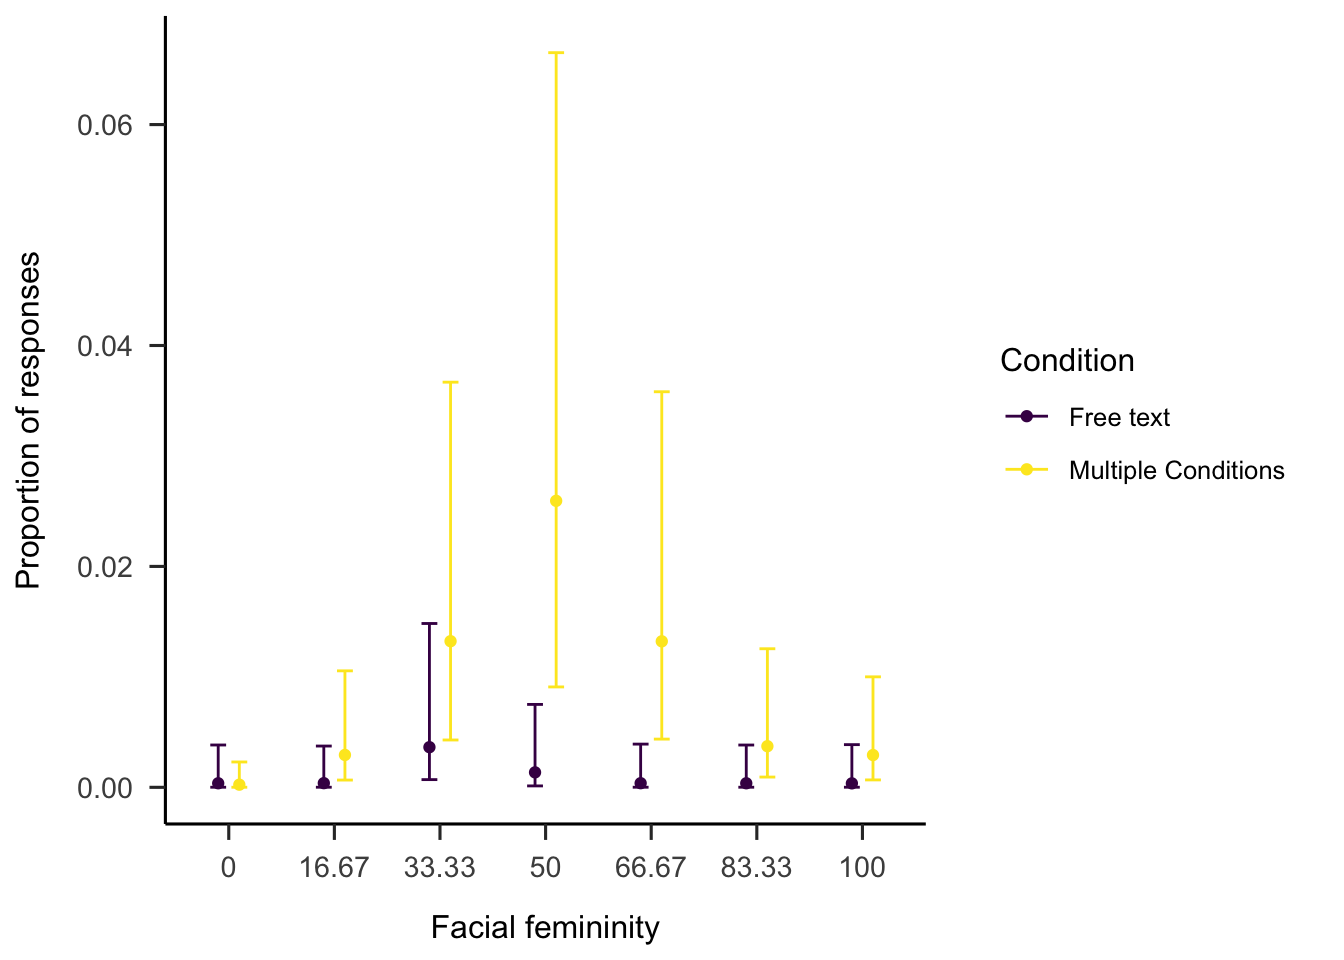 0.06
0.04
0.02
0.00
Proportion of responses
0 16.67 33.33 50 66.67 83.33 100
Facial femininity
Condition
Free text
Multiple Conditions